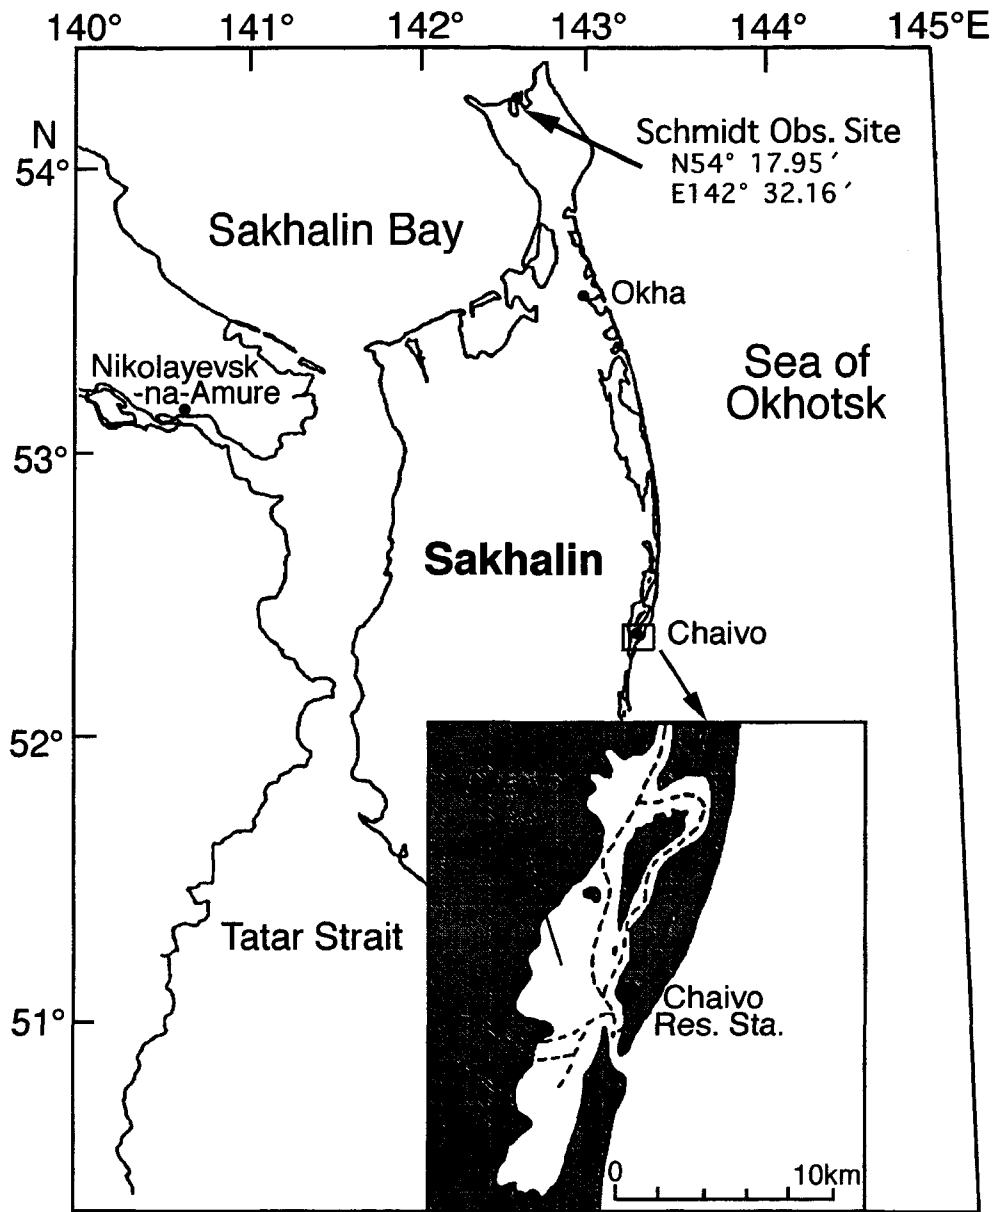 140° 141° 142° 143° 144° 145°E
N
54°
Schmidt Obs. Site
N54° 17.95′
E142° 32.16′
Sakhalin Bay
Okha
Nikolayevsk
-na-Amure
Sea of
Okhotsk
53°
Sakhalin
Chaivo
52°
Tatar Strait
51°
Chaivo
Res. Sta.
0 10km